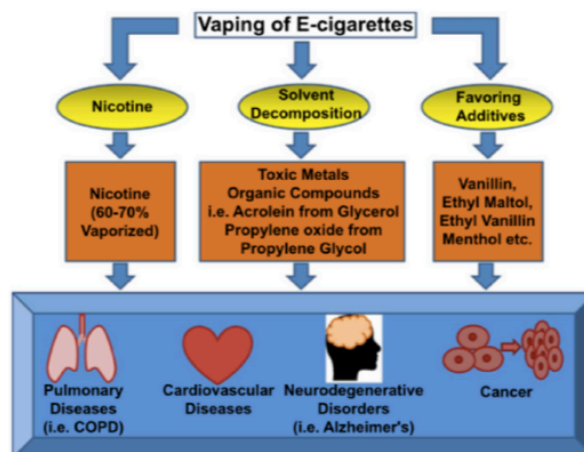 Vaping of E-cigarettes
Nicotine
Solvent
Decomposition
Favoring
Additives
Nicotine
(60-70%
Vaporized)
Toxic Metals
Organic Compounds
i.e. Acrolein from Glycerol
Propylene oxide from
Propylene Glycol
Vanillin,
Ethyl Maltol,
Ethyl Vanillin
Menthol etc.
Pulmonary
Diseases
(i.e. COPD)
Cardiovascular
Diseases
Neurodegenerative
Disorders
(i.e. Alzheimer's)
Cancer